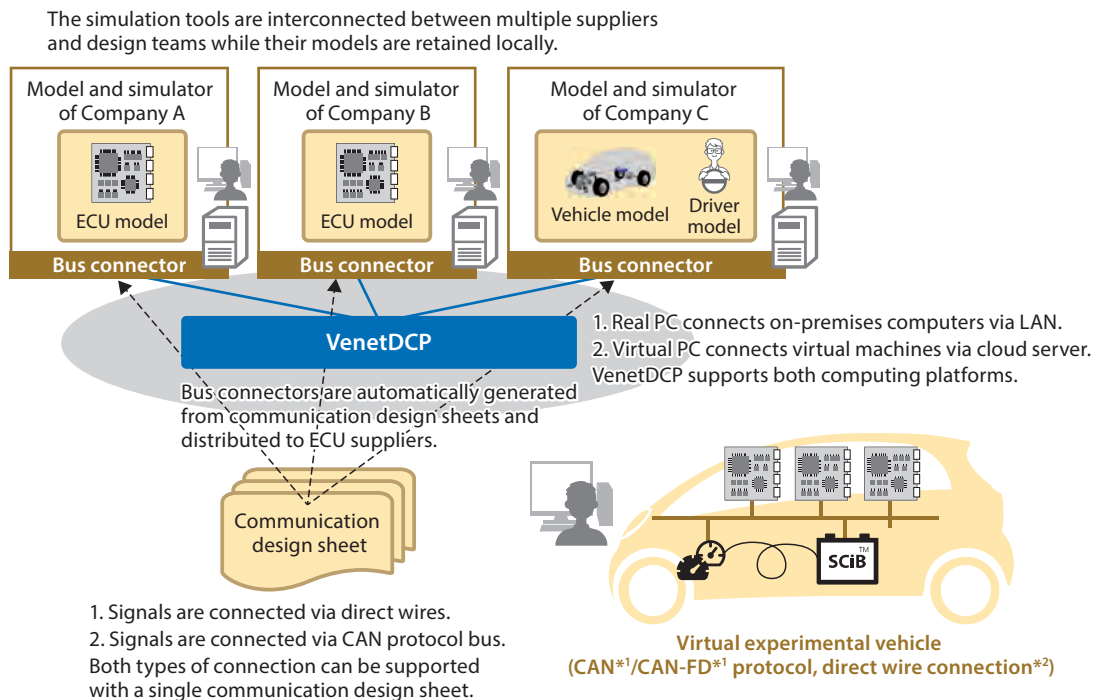 The simulation tools are interconnected between multiple suppliers
and design teams while their models are retained locally.
Model and simulator
of Company A
ECU model
Bus connector
Model and simulator
of Company B
ECU model
Bus connector
Model and simulator
of Company C
Vehicle model
Driver
model
Bus connector
VenetDCP
1. Real PC connects on-premises computers via LAN.
2. Virtual PC connects virtual machines via cloud server.
VenetDCP supports both computing platforms.
Bus connectors are automatically generated
from communication design sheets and
distributed to ECU suppliers.
Communication
design sheet
1. Signals are connected via direct wires.
2. Signals are connected via CAN protocol bus.
Both types of connection can be supported
with a single communication design sheet.
SCiB™
Virtual experimental vehicle
(CAN*1/CAN-FD*1 protocol, direct wire connection*2)